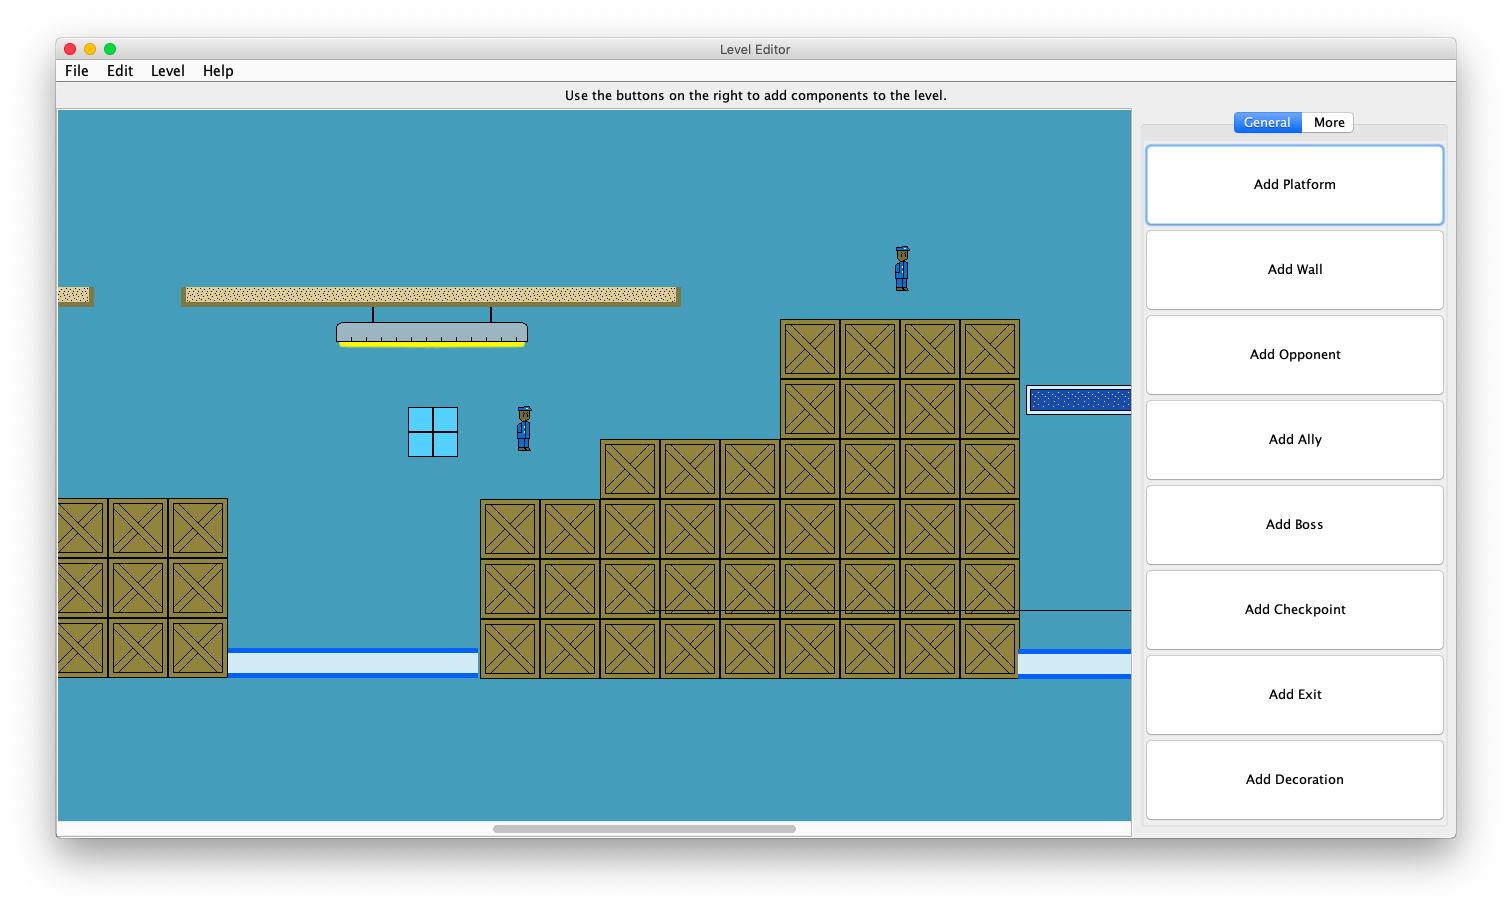 Level Editor
File Edit Level Help
Use the buttons on the right to add components to the level.
General More
Add Platform
Add Wall
Add Opponent
Add Ally
Add Boss
Add Checkpoint
Add Exit
Add Decoration